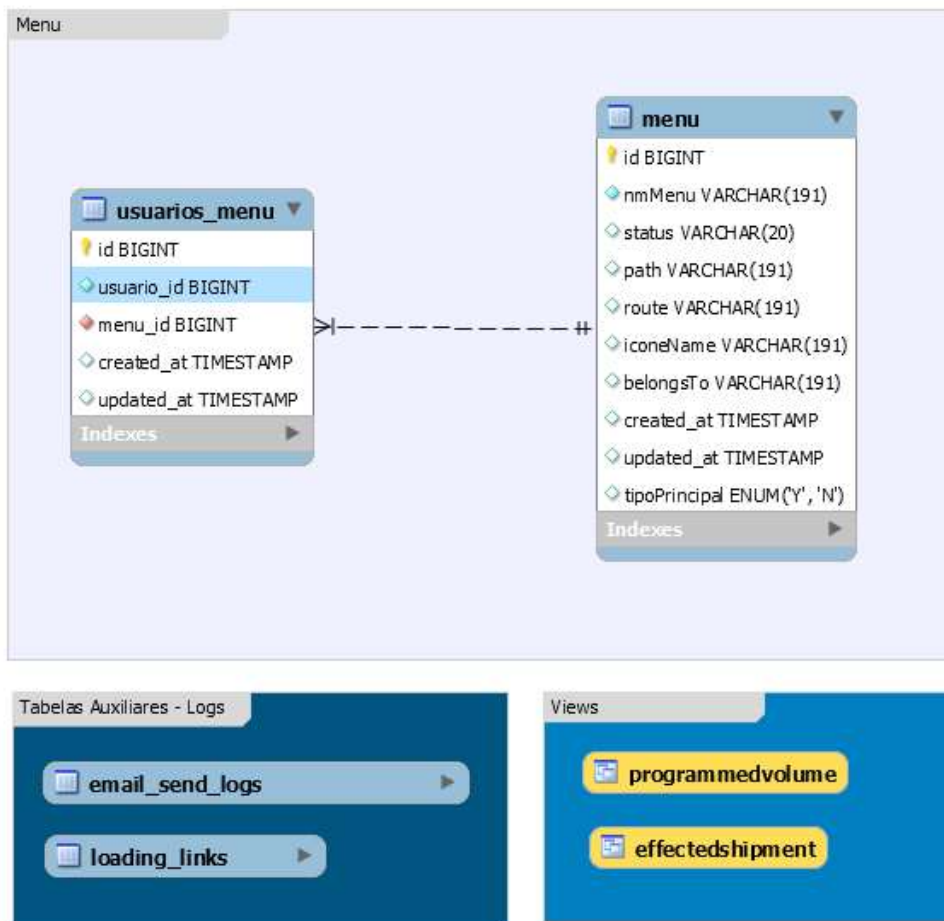 Menu
usuarios_menu
id BIGINT
usuario_id BIGINT
menu_id BIGINT
created_at TIMESTAMP
updated_at TIMESTAMP
Indexes
menu
id BIGINT
nmMenu VARCHAR(191)
status VARCHAR(20)
path VARCHAR(191)
route VARCHAR(191)
iconeName VARCHAR(191)
belongsTo VARCHAR(191)
created_at TIMESTAMP
updated_at TIMESTAMP
tipoPrincipal ENUM('Y', 'N')
Indexes
Tabelas Auxiliares - Logs
email_send_logs
loading_links
Views
programmedvolume
effectedshipment